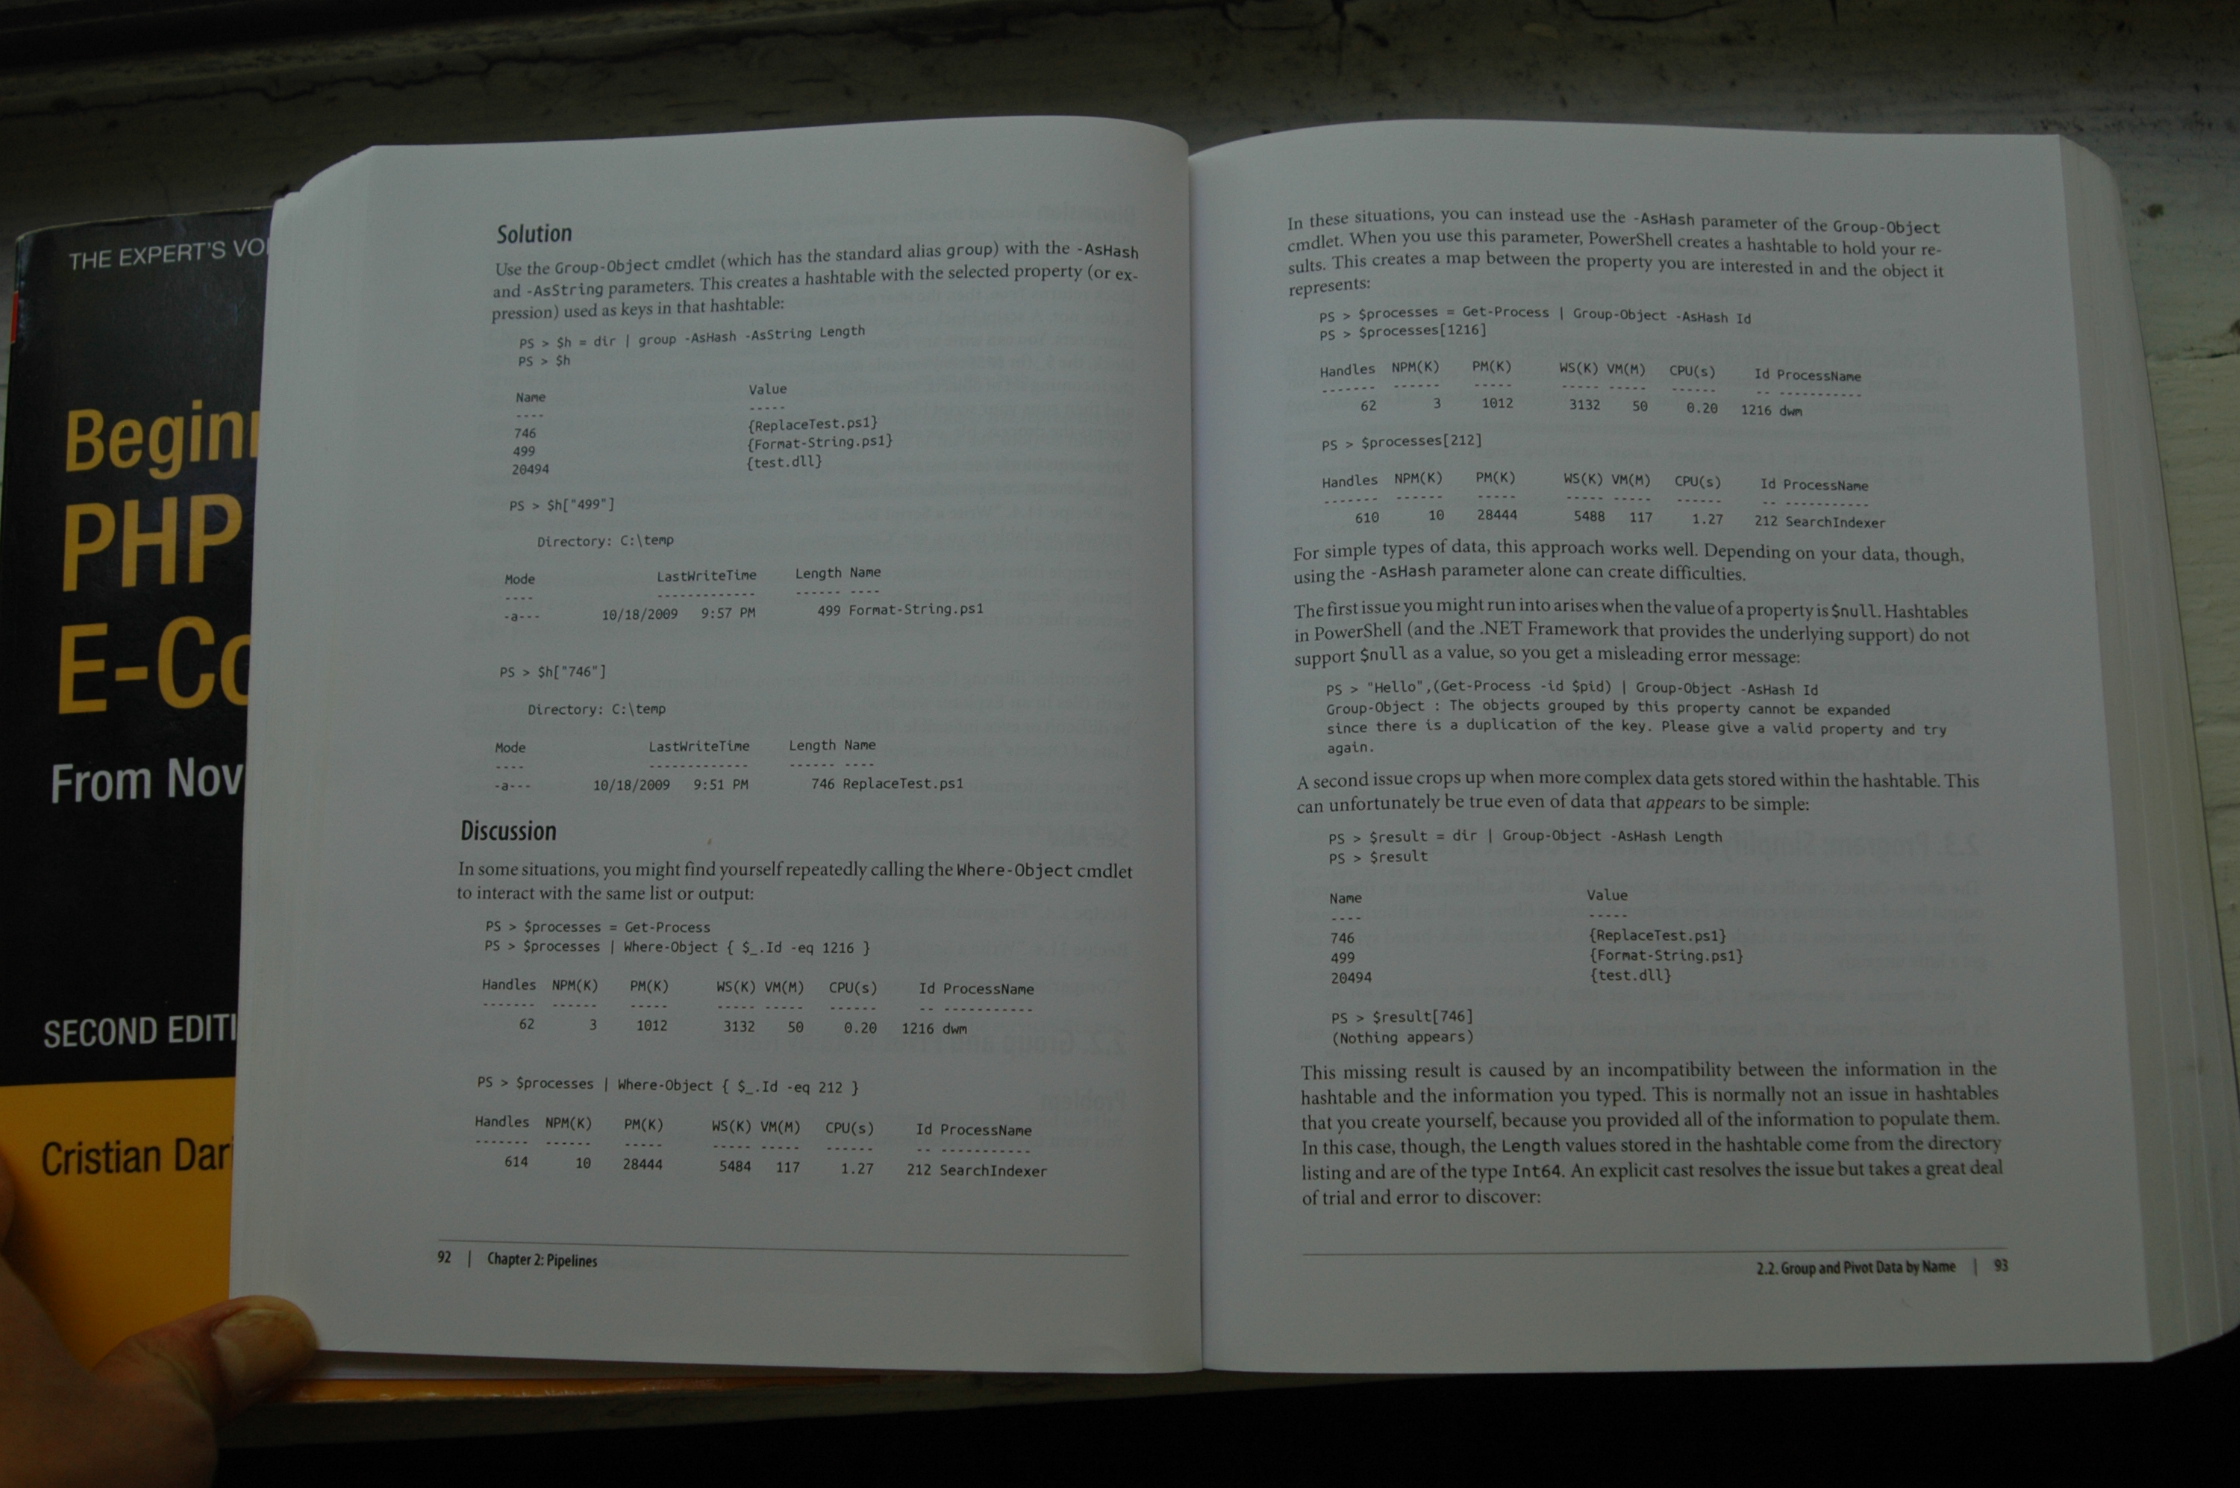 THE EXPERT'S VO
Beginn
PHP
E-Co
From Nov
SECOND EDITI
Cristian Dari
Solution
Use the Group-Object cmdlet (which has the standard alias group) with the -AsHash
and -AsString parameters. This creates a hashtable with the selected property (or ex-
pression) used as keys in that hashtable:
PS > $h = dir | group -AsHash -AsString Length
PS > $h
Name Value
---- -----
746 {ReplaceTest.ps1}
499 {Format-String.ps1}
20494 {test.dll}
PS > $h["499"]
Directory: C:\temp
Mode LastWriteTime Length Name
---- ------------- ------ ----
-a--- 10/18/2009 9:57 PM 499 Format-String.ps1
PS > $h["746"]
Directory: C:\temp
Mode LastWriteTime Length Name
---- ------------- ------ ----
-a--- 10/18/2009 9:51 PM 746 ReplaceTest.ps1
Discussion
In some situations, you might find yourself repeatedly calling the Where-Object cmdlet
to interact with the same list or output:
PS > $processes = Get-Process
PS > $processes | Where-Object { $_.Id -eq 1216 }
Handles NPM(K) PM(K) WS(K) VM(M) CPU(s) Id ProcessName
------- ------ ----- ----- ----- ------ -- -----------
62 3 1012 3132 50 0.20 1216 dwm
PS > $processes | Where-Object { $_.Id -eq 212 }
Handles NPM(K) PM(K) WS(K) VM(M) CPU(s) Id ProcessName
------- ------ ----- ----- ----- ------ -- -----------
614 10 28444 5484 117 1.27 212 SearchIndexer
92 | Chapter 2: Pipelines
In these situations, you can instead use the -AsHash parameter of the Group-Object
cmdlet. When you use this parameter, PowerShell creates a hashtable to hold your re-
sults. This creates a map between the property you are interested in and the object it
represents:
PS > $processes = Get-Process | Group-Object -AsHash Id
PS > $processes[1216]
Handles NPM(K) PM(K) WS(K) VM(M) CPU(s) Id ProcessName
------- ------ ----- ----- ----- ------ -- -----------
62 3 1012 3132 50 0.20 1216 dwm
PS > $processes[212]
Handles NPM(K) PM(K) WS(K) VM(M) CPU(s) Id ProcessName
------- ------ ----- ----- ----- ------ -- -----------
610 10 28444 5488 117 1.27 212 SearchIndexer
For simple types of data, this approach works well. Depending on your data, though,
using the -AsHash parameter alone can create difficulties.
The first issue you might run into arises when the value of a property is $null. Hashtables
in PowerShell (and the .NET Framework that provides the underlying support) do not
support $null as a value, so you get a misleading error message:
PS > "Hello",(Get-Process -id $pid) | Group-Object -AsHash Id
Group-Object : The objects grouped by this property cannot be expanded
since there is a duplication of the key. Please give a valid property and try
again.
A second issue crops up when more complex data gets stored within the hashtable. This
can unfortunately be true even of data that appears to be simple:
PS > $result = dir | Group-Object -AsHash Length
PS > $result
Name Value
---- -----
746 {ReplaceTest.ps1}
499 {Format-String.ps1}
20494 {test.dll}
PS > $result[746]
(Nothing appears)
This missing result is caused by an incompatibility between the information in the
hashtable and the information you typed. This is normally not an issue in hashtables
that you create yourself, because you provided all of the information to populate them.
In this case, though, the Length values stored in the hashtable come from the directory
listing and are of the type Int64. An explicit cast resolves the issue but takes a great deal
of trial and error to discover:
2.2. Group and Pivot Data by Name | 93